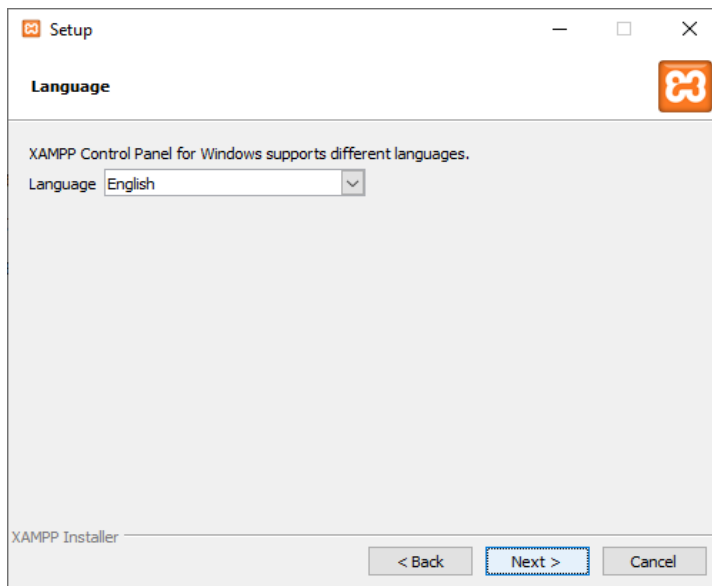 Setup
Language
XAMPP Control Panel for Windows supports different languages.
Language English
XAMPP Installer
< Back Next > Cancel